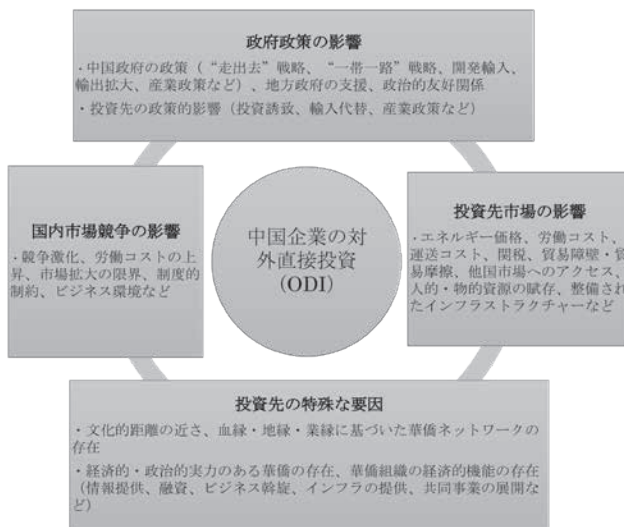 政府政策の影響
・中国政府の政策（“走出去”戦略、“一帯一路”戦略、開発輸入、
輸出拡大、産業政策など）、地方政府の支援、政治的友好関係
・投資先の政策的影響（投資誘致、輸入代替、産業政策など）
国内市場競争の影響
・競争激化、労働コストの上
昇、市場拡大の限界、制度的
制約、ビジネス環境など
中国企業の対
外直接投資
(ODI)
投資先市場の影響
・エネルギー価格、労働コスト、
運送コスト、関税、貿易障壁・貿
易摩擦、他国市場へのアクセス、
人的・物的資源の賦存、整備され
たインフラストラクチャーなど
投資先の特殊な要因
・文化的距離の近さ、血縁・地縁・業縁に基づいた華僑ネットワークの
存在
・経済的・政治的実力のある華僑の存在、華僑組織の経済的機能の存在
（情報提供、融資、ビジネス斡旋、インフラの提供、共同事業の展開な
ど）